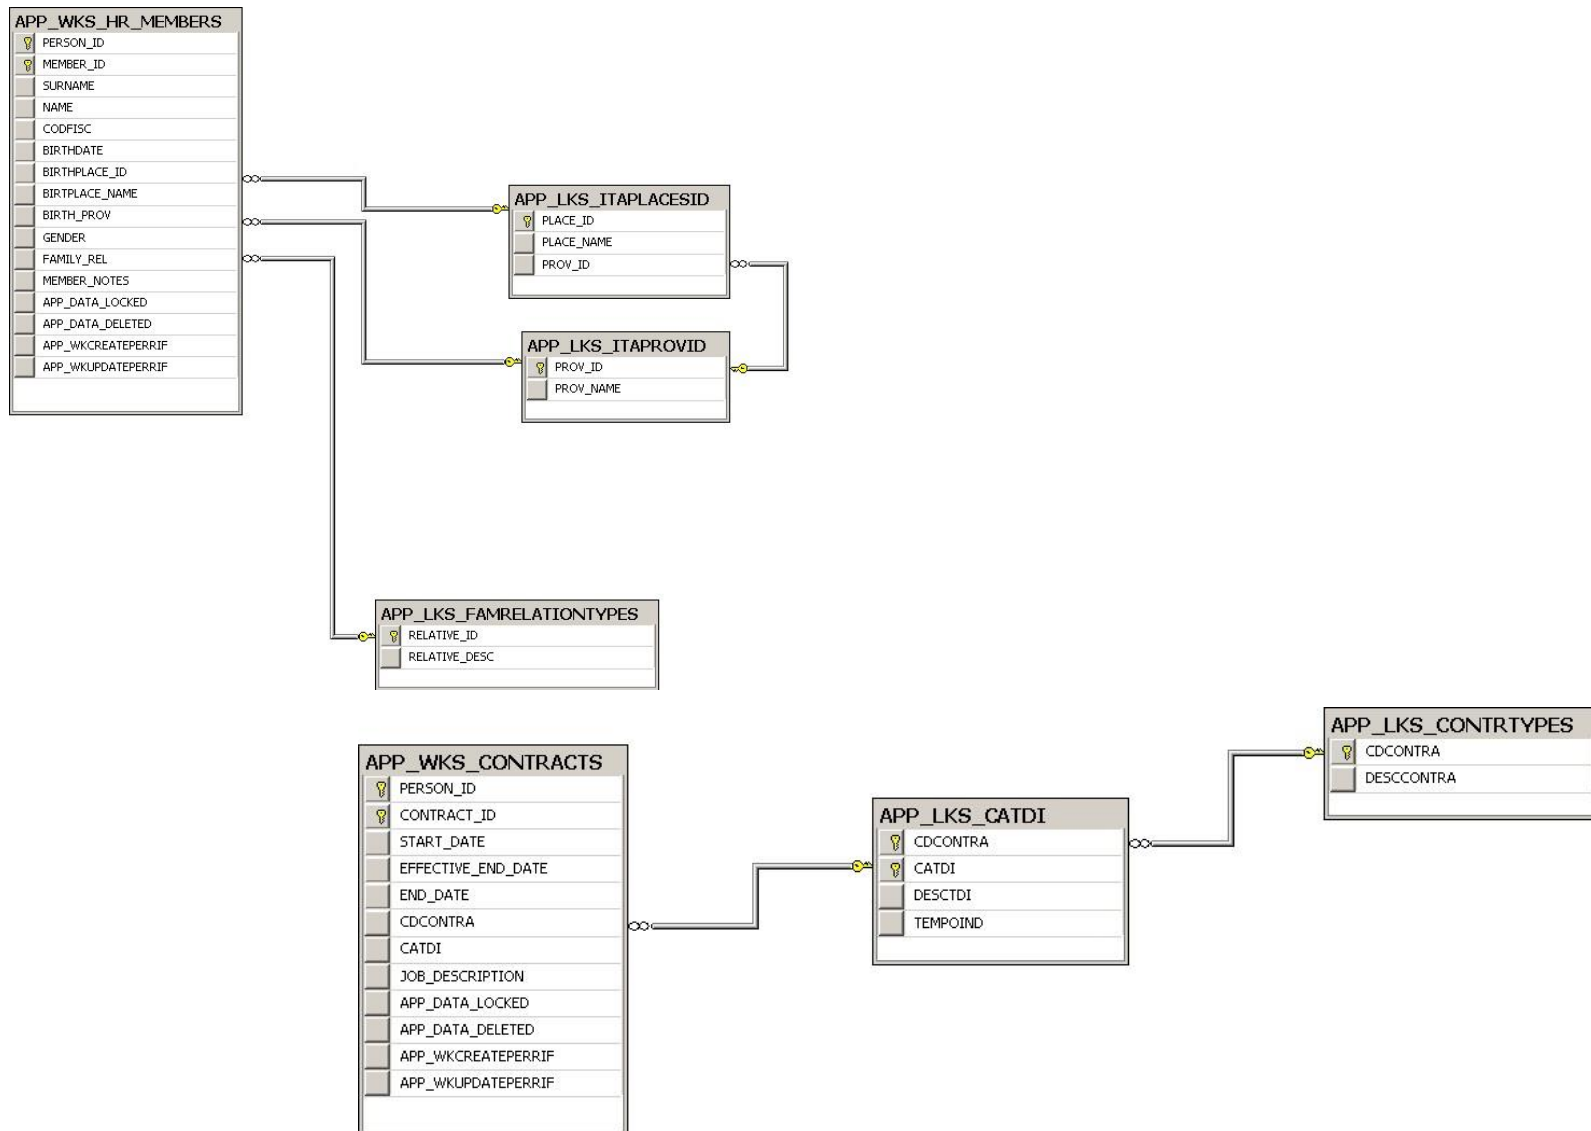 APP_WKS_HR_MEMBERS
PERSON_ID
MEMBER_ID
SURNAME
NAME
CODFISC
BIRTHDATE
BIRTHPLACE_ID
BIRTPLACE_NAME
BIRTH_PROV
GENDER
FAMILY_REL
MEMBER_NOTES
APP_DATA_LOCKED
APP_DATA_DELETED
APP_WKCREATEPERRIF
APP_WKUPDATEPERRIF
APP_LKS_ITAPLACESID
PLACE_ID
PLACE_NAME
PROV_ID
APP_LKS_ITAPROVID
PROV_ID
PROV_NAME
APP_LKS_FAMRELATIONTYPES
RELATIVE_ID
RELATIVE_DESC
APP_WKS_CONTRACTS
PERSON_ID
CONTRACT_ID
START_DATE
EFFECTIVE_END_DATE
END_DATE
CDCONTRA
CATDI
JOB_DESCRIPTION
APP_DATA_LOCKED
APP_DATA_DELETED
APP_WKCREATEPERRIF
APP_WKUPDATEPERRIF
APP_LKS_CATDI
CDCONTRA
CATDI
DESCTDI
TEMPOIND
APP_LKS_CONTRTYPES
CDCONTRA
DESCCONTRA